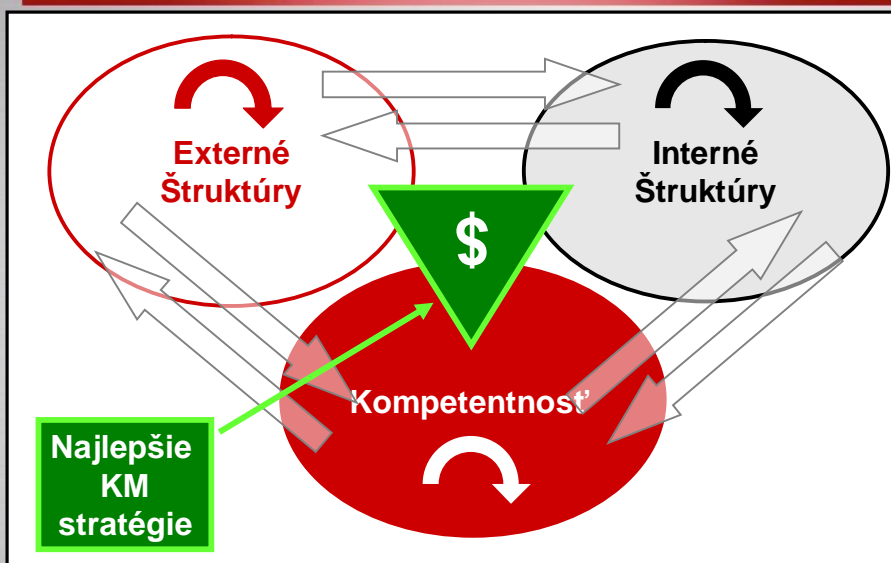 Externé
Štruktúry
Interné
Štruktúry
$
Kompetentnosť
Najlepšie
KM
stratégie